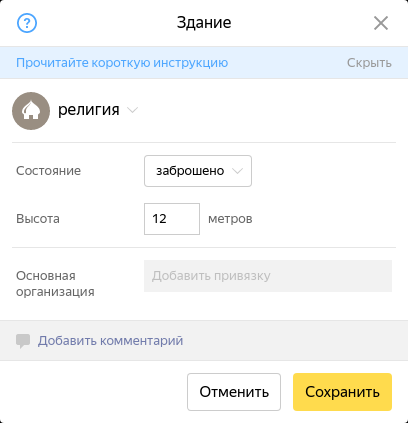 ?
Здание
Прочитайте короткую инструкцию Скрыть
религия
Состояние заброшено
Высота 12 метров
Основная Добавить привязку
организация
Добавить комментарий
Отменить Сохранить